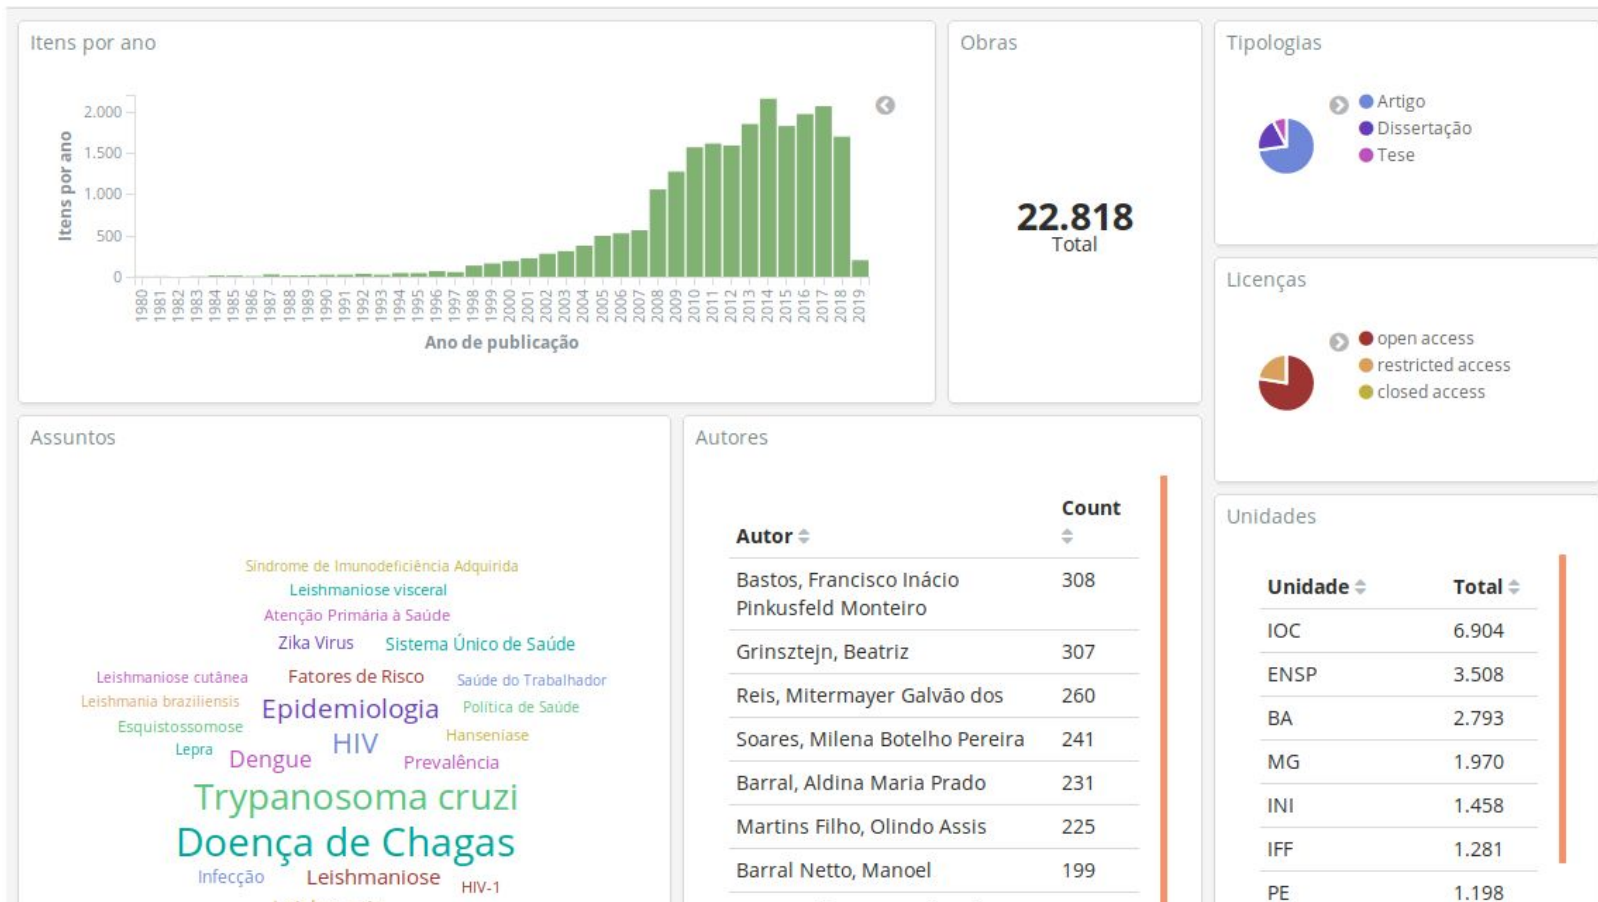 Itens por ano
Itens por ano
2.000
1.500
1.000
500
0
1980
1981
1982
1983
1984
1985
1986
1987
1988
1989
1990
1991
1992
1993
1994
1995
1996
1997
1998
1999
2000
2001
2002
2003
2004
2005
2006
2007
2008
2009
2010
2011
2012
2013
2014
2015
2016
2017
2018
2019
Ano de publicação
Obras
22.818
Total
Tipologias
Artigo
Dissertação
Tese
Licenças
open access
restricted access
closed access
Assuntos
Síndrome de Imunodeficiência Adquirida
Leishmaniose visceral
Atenção Primária à Saúde
Zika Virus Sistema Único de Saúde
Leishmaniose cutânea Fatores de Risco Saúde do Trabalhador
Leishmania braziliensis Epidemiologia Política de Saúde
Esquistossomose HIV Hanseníase
Lepra Dengue Prevalência
Trypanosoma cruzi
Doença de Chagas
Infecção Leishmaniose HIV-1
Autores
Autor Count
Bastos, Francisco Inácio 308
Pinkusfeld Monteiro
Grinsztejn, Beatriz 307
Reis, Mitermayer Galvão dos 260
Soares, Milena Botelho Pereira 241
Barral, Aldina Maria Prado 231
Martins Filho, Olindo Assis 225
Barral Netto, Manoel 199
Unidades
Unidade Total
IOC 6.904
ENSP 3.508
BA 2.793
MG 1.970
INI 1.458
IFF 1.281
PE 1.198